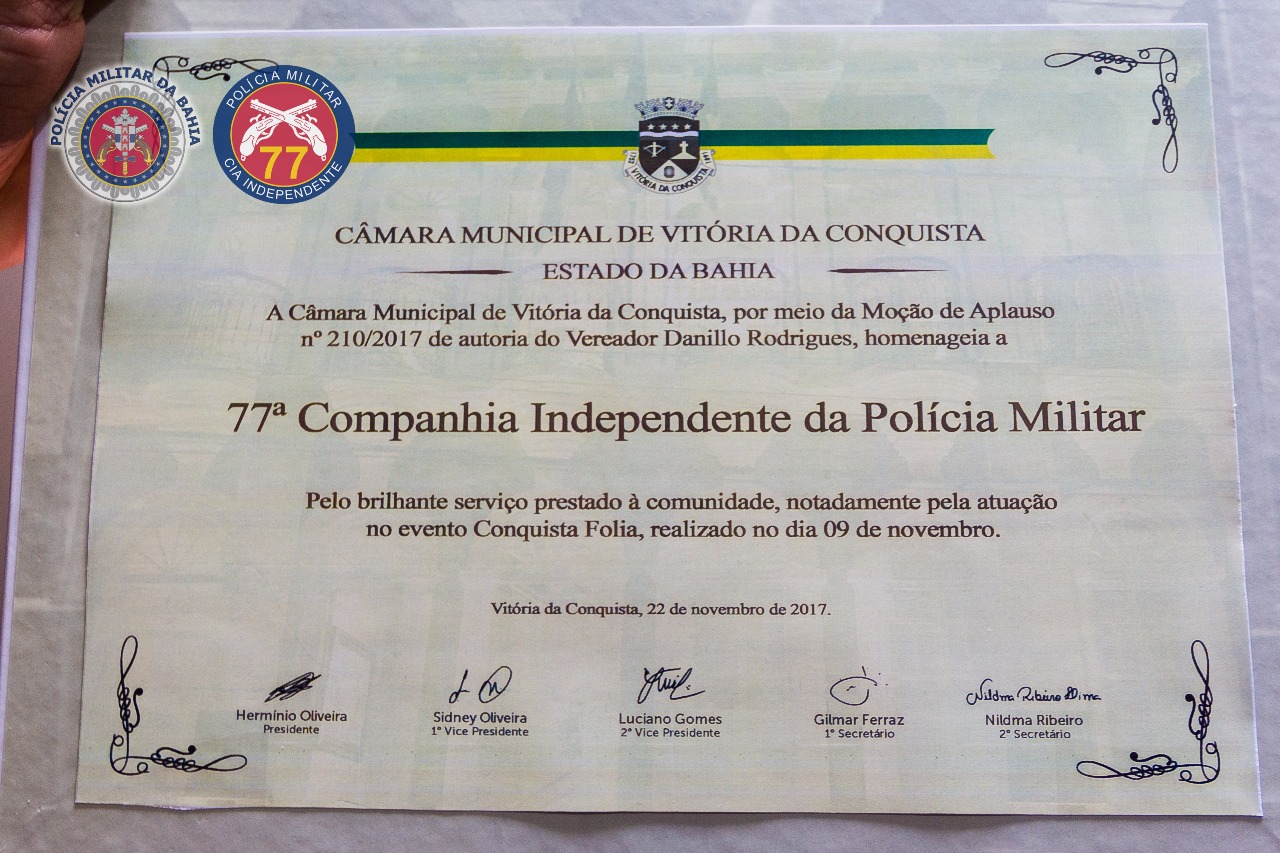 POLÍCIA MILITAR DA BAHIA
POLÍCIA MILITAR
77
CIA INDEPENDENTE
VITÓRIA DA CONQUISTA
CÂMARA MUNICIPAL DE VITÓRIA DA CONQUISTA
ESTADO DA BAHIA
A Câmara Municipal de Vitória da Conquista, por meio da Moção de Aplauso
nº 210/2017 de autoria do Vereador Danillo Rodrigues, homenageia a
77ª Companhia Independente da Polícia Militar
Pelo brilhante serviço prestado à comunidade, notadamente pela atuação
no evento Conquista Folia, realizado no dia 09 de novembro.
Vitória da Conquista, 22 de novembro de 2017.
Hermínio Oliveira
Presidente
Sidney Oliveira
1° Vice Presidente
Luciano Gomes
2° Vice Presidente
Gilmar Ferraz
1° Secretário
Nildma Ribeiro Lima
Nildma Ribeiro
2° Secretário